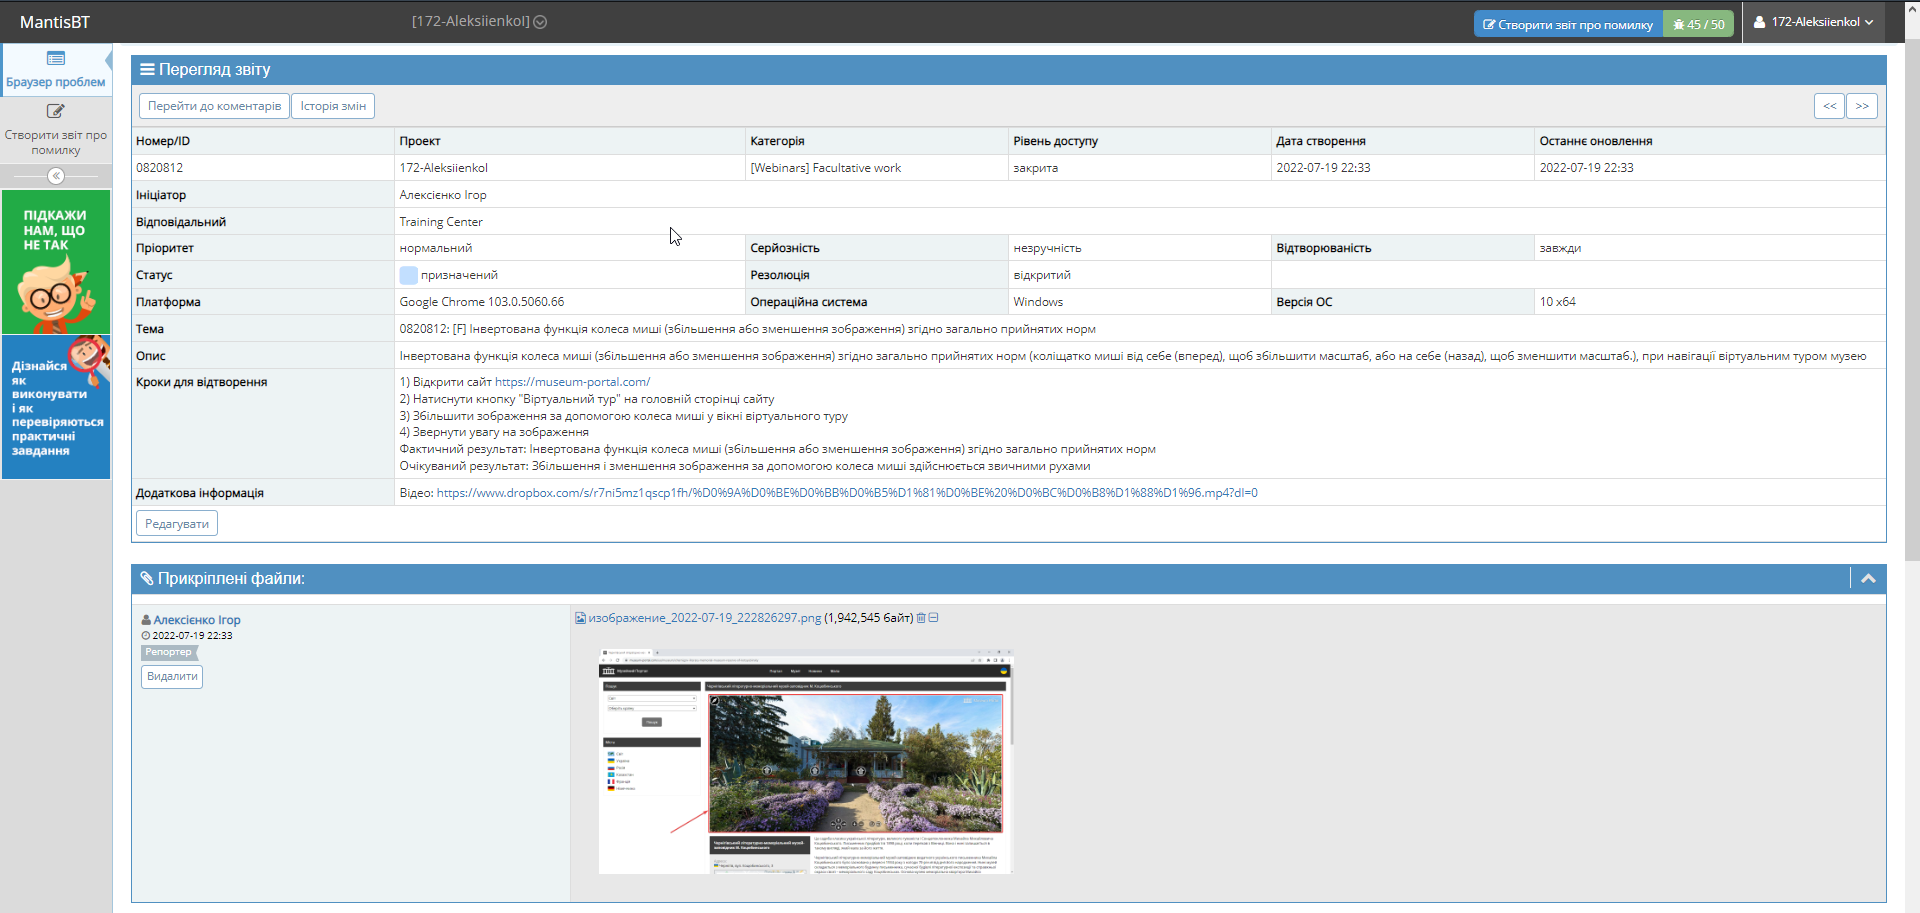 MantisBT
[172-Aleksiienkol]
Створити звіт про помилку
45 / 50
172-Aleksiienkol
Браузер проблем
Створити звіт про
помилку
ПІДКАЖИ
НАМ, ЩО
НЕ ТАК
Дізнайся
як
виконувати
і як
перевіряються
практичні
завдання
Перегляд звіту
Перейти до коментарів
Історія змін
<< >>
Номер/ID Проект Категорія Рівень доступу Дата створення Останнє оновлення
0820812 172-Aleksiienkol [Webinars] Facultative work закрита 2022-07-19 22:33 2022-07-19 22:33
Ініціатор Алексієнко Ігор
Відповідальний Training Center
Пріоритет нормальний Серйозність незручність Відтворюваність завжди
Статус призначений Резолюція відкритий
Платформа Google Chrome 103.0.5060.66 Операційна система Windows Версія ОС 10 x64
Тема 0820812: [F] Інвертована функція колеса миші (збільшення або зменшення зображення) згідно загально прийнятих норм
Опис Інвертована функція колеса миші (збільшення або зменшення зображення) згідно загально прийнятих норм (коліщатко миші від себе (вперед), щоб збільшити масштаб, або на себе (назад), щоб зменшити масштаб.), при навігації віртуальним туром музею
Кроки для відтворення 1) Відкрити сайт https://museum-portal.com/
2) Натиснути кнопку "Віртуальний тур" на головній сторінці сайту
3) Збільшити зображення за допомогою колеса миші у вікні віртуального туру
4) Звернути увагу на зображення
Фактичний результат: Інвертована функція колеса миші (збільшення або зменшення зображення) згідно загально прийнятих норм
Очікуваний результат: Збільшення і зменшення зображення за допомогою колеса миші здійснюється звичними рухами
Додаткова інформація Відео: https://www.dropbox.com/s/r7ni5mz1qscp1fh/%D0%9A%D0%BE%D0%BB%D0%B5%D1%81%D0%BE%20%D0%BC%D0%B8%D1%88%D1%96.mp4?dl=0
Редагувати
Прикріплені файли:
Алексієнко Ігор
2022-07-19 22:33
Репортер
Видалити
изображение_2022-07-19_222826297.png (1,942,545 байт)